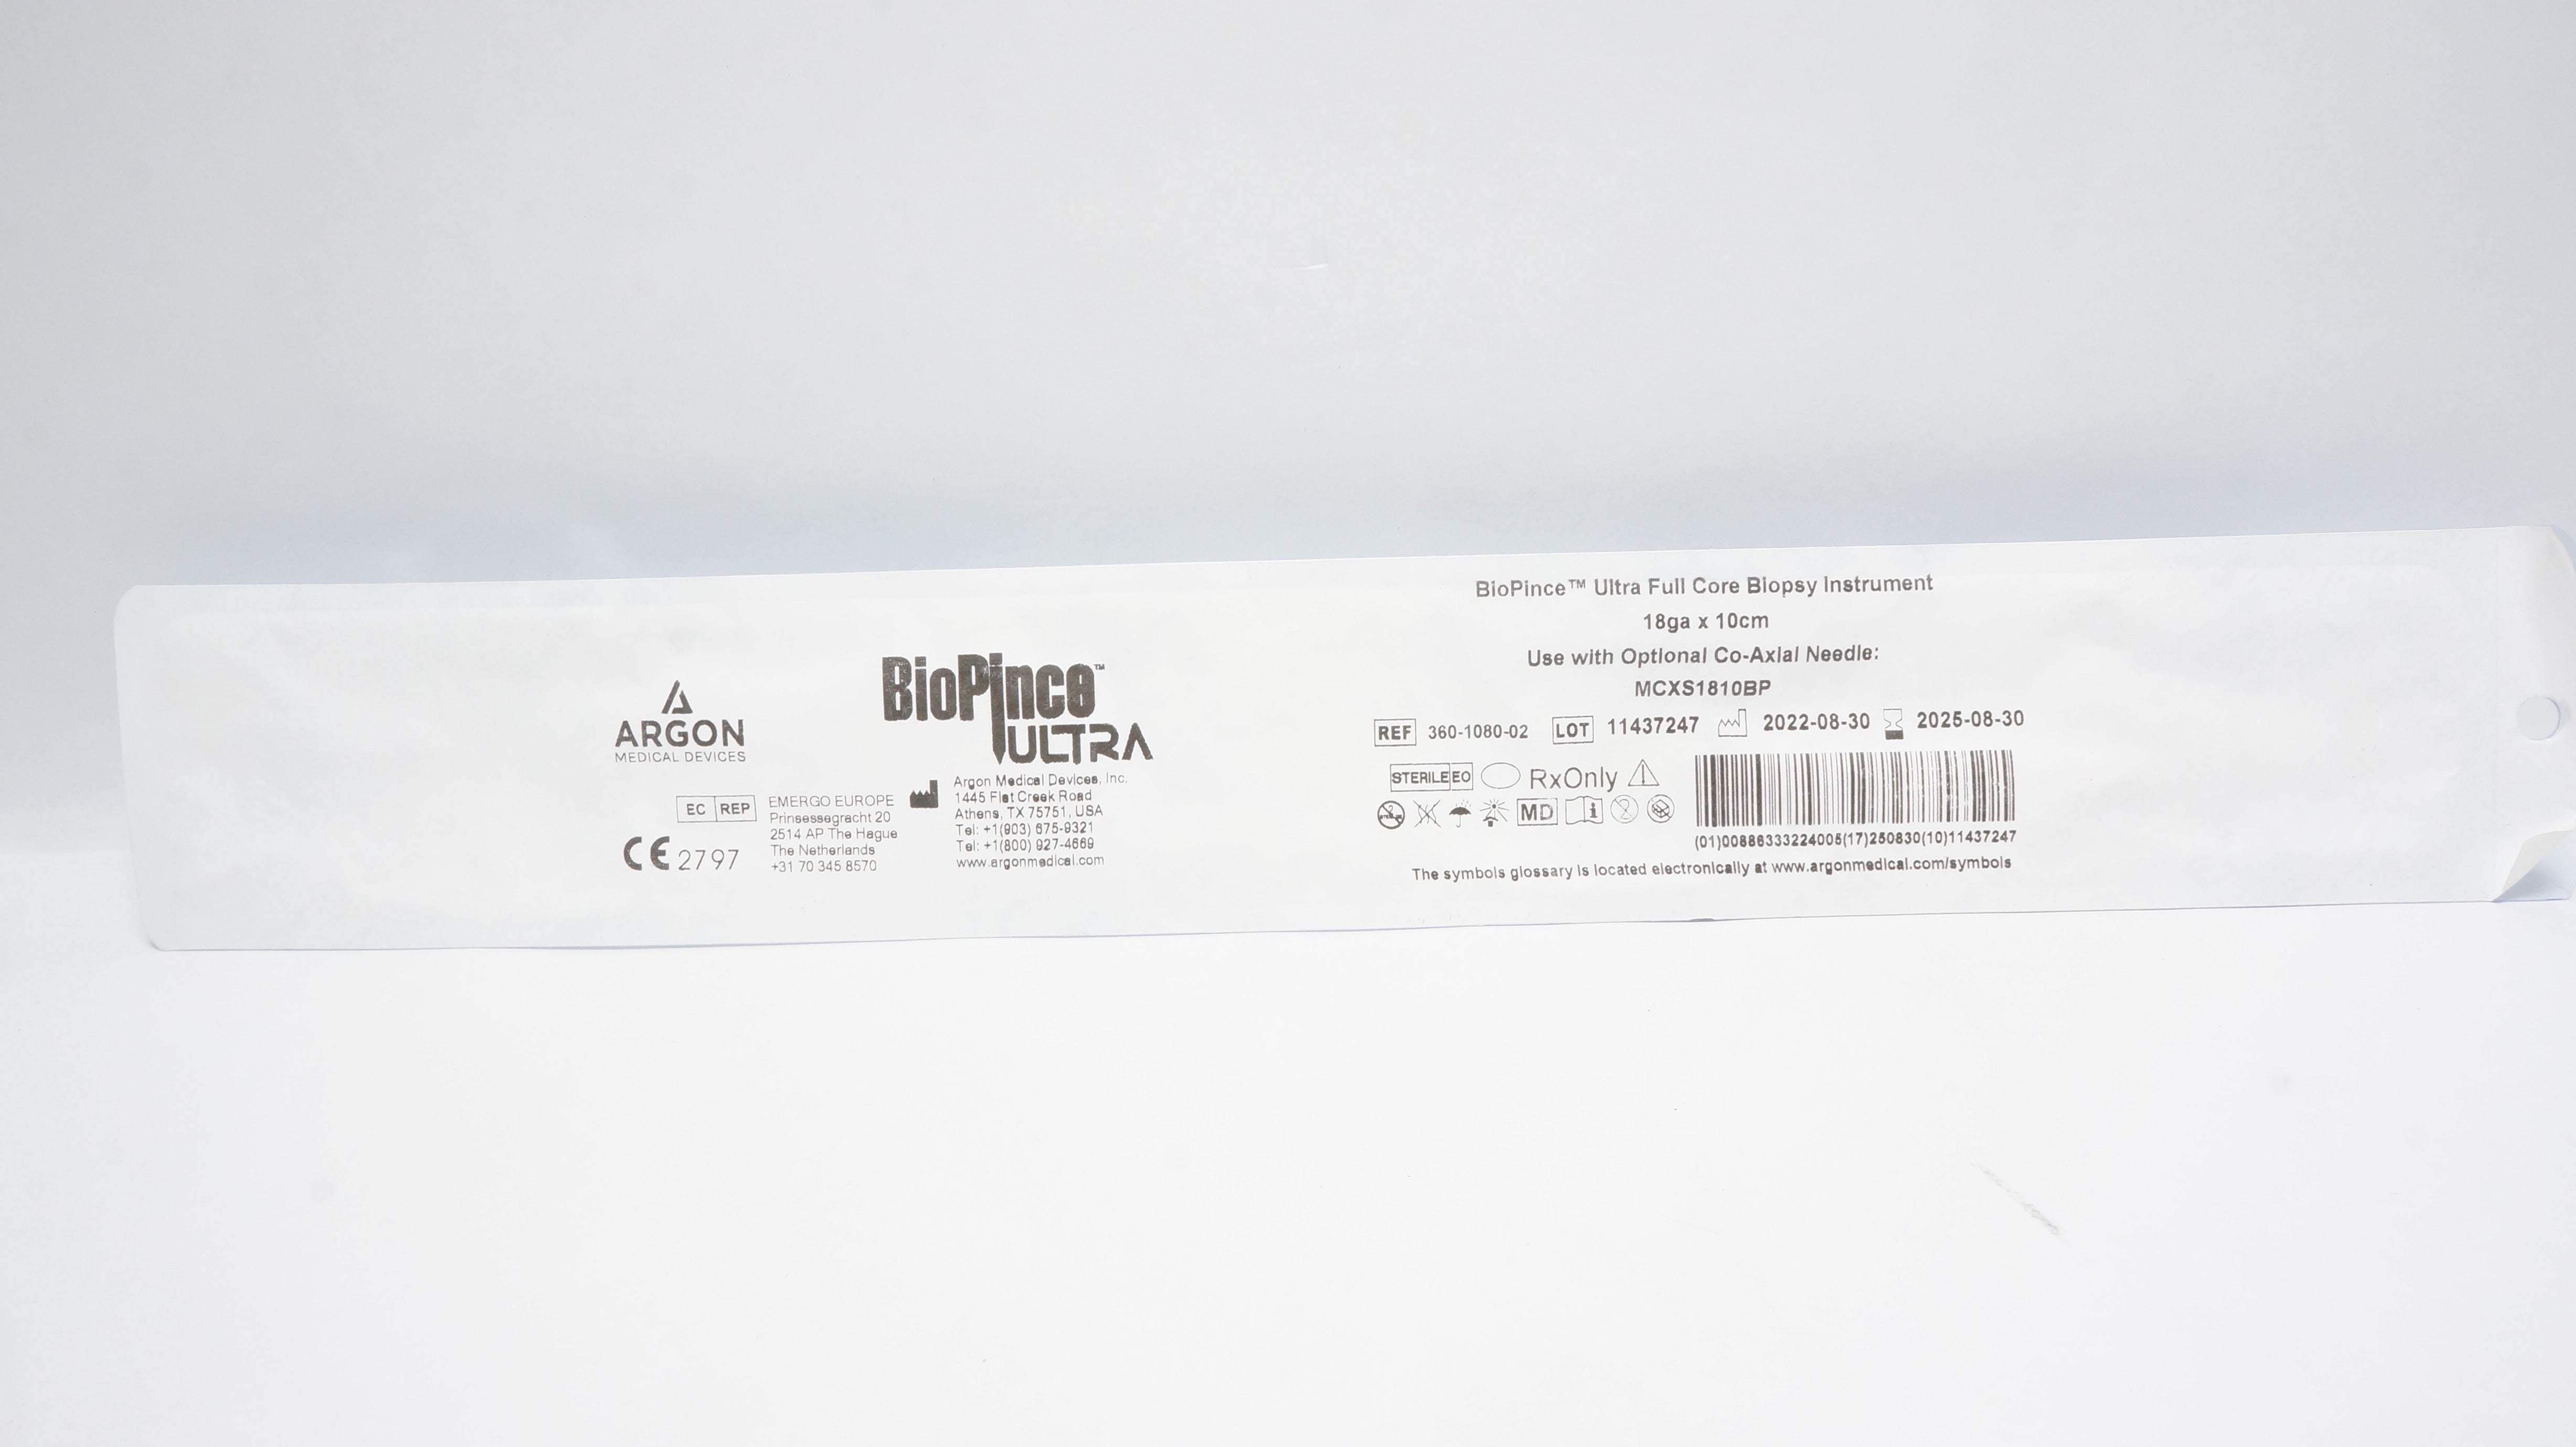 ARGON
MEDICAL DEVICES
EC REP
EMERGO EUROPE
Prinsessegracht 20
2514 AP The Hague
The Netherlands
+31 70 345 8570
CE 2797
BioPince™
ULTRA
Argon Medical Devices, Inc.
1445 Flat Creek Road
Athens, TX 75751, USA
Tel: +1(903) 675-9321
Tel: +1(800) 927-4669
www.argonmedical.com
BioPince™ Ultra Full Core Biopsy Instrument
18ga x 10cm
Use with Optional Co-Axial Needle:
MCXS1810BP
REF 360-1080-02 LOT 11437247 2022-08-30 2025-08-30
STERILE EO RxOnly
MD
(01)00886333224005(17)250830(10)11437247
The symbols glossary is located electronically at www.argonmedical.com/symbols